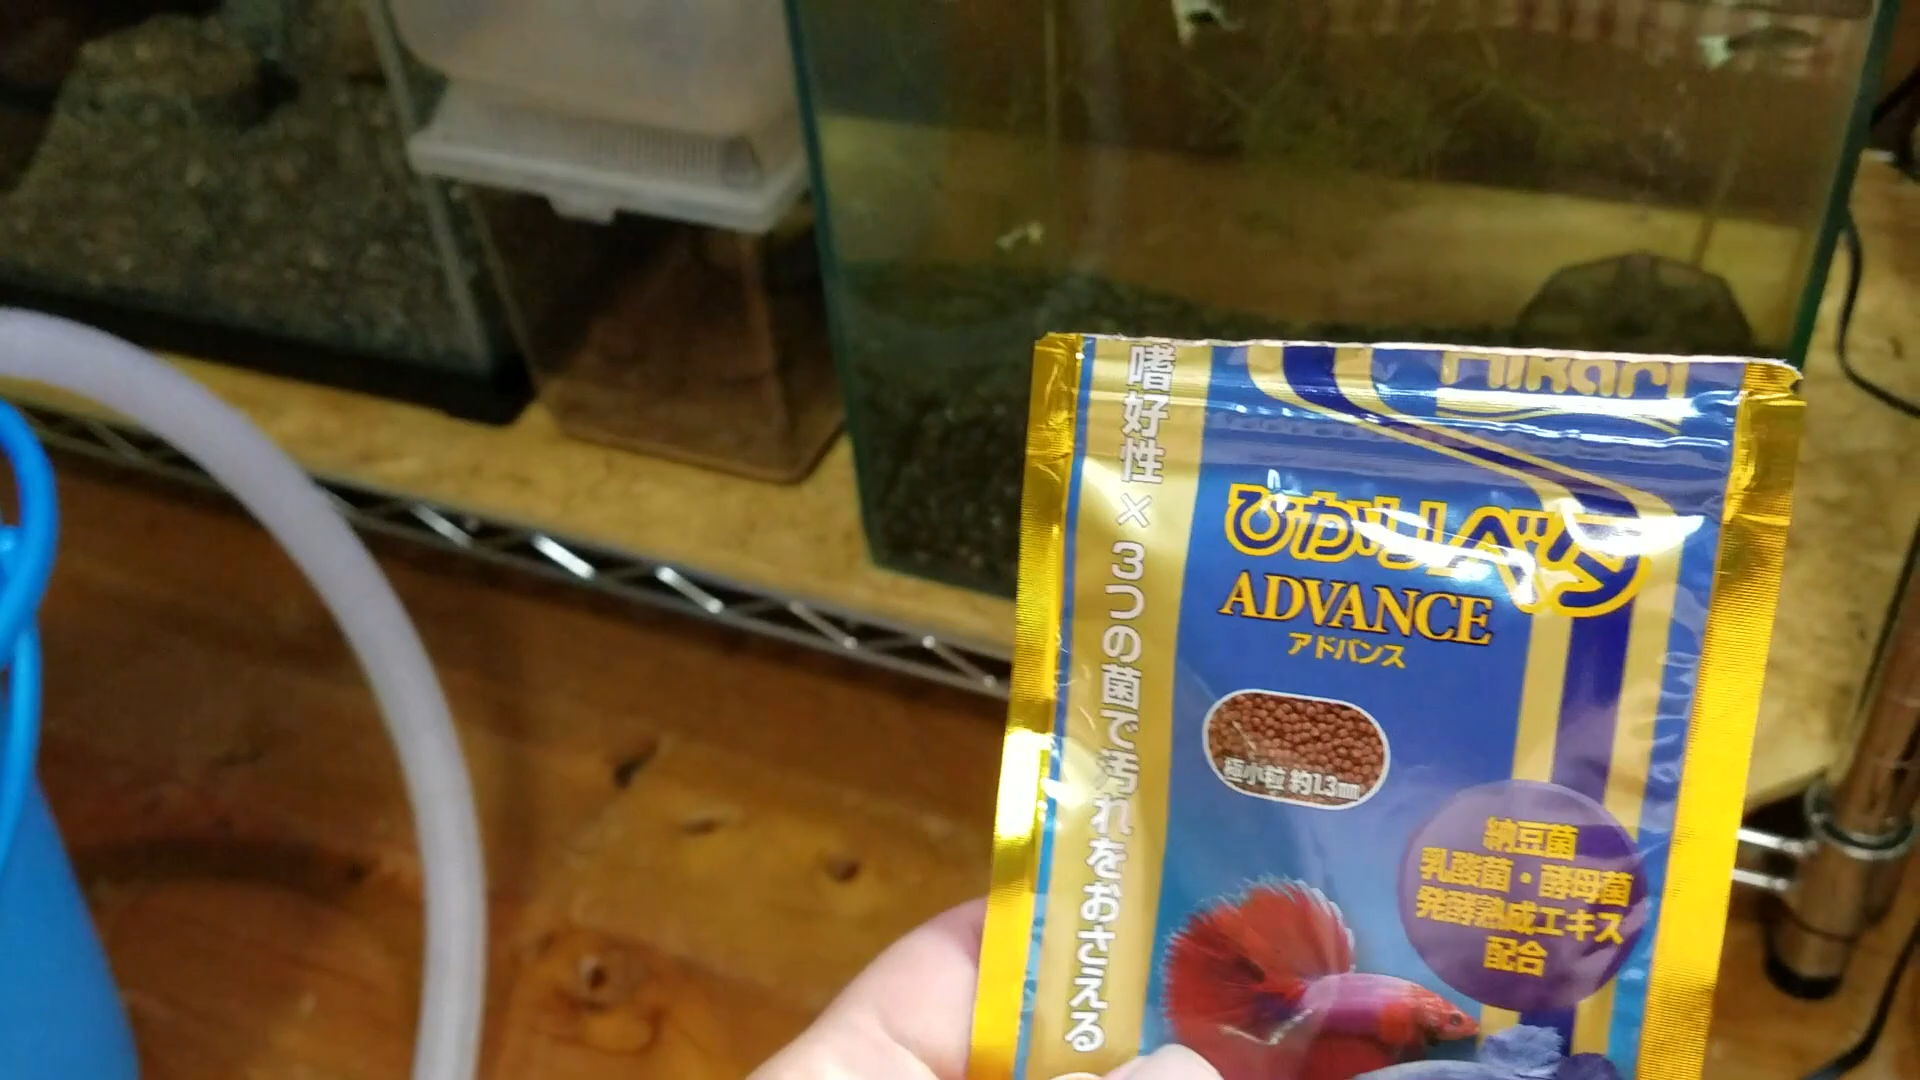 Hikari
嗜好性×3つの菌で汚れをおさえる
ひかりベタ
ADVANCE
アドバンス
極小粒 約1.3mm
納豆菌
乳酸菌・酵母菌
発酵熟成エキス
配合